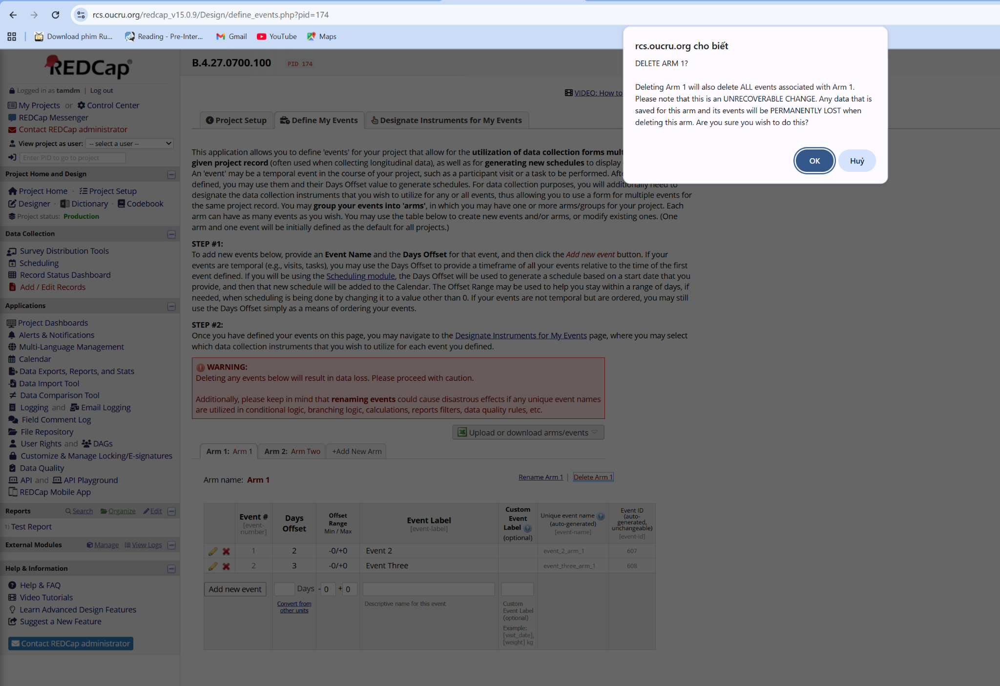 rcs.oucru.org/redcap_v15.0.9/Design/define_events.php?pid=174
Download phim Ru...
Reading - Pre-Inter...
Gmail
YouTube
Maps
rcs.oucru.org cho biết
DELETE ARM 1?
Deleting Arm 1 will also delete ALL events associated with Arm 1.
Please note that this is an UNRECOVERABLE CHANGE. Any data that is
saved for this arm and its events will be PERMANENTLY LOST when
deleting this arm. Are you sure you wish to do this?
OK
Huỷ
REDCap®
Logged in as tamdm | Log out
My Projects or Control Center
REDCap Messenger
Contact REDCap administrator
View project as user: -- select a user --
Enter PID to go to project
Project Home and Design
Project Home · Project Setup
Designer · Dictionary · Codebook
Project status: Production
Data Collection
Survey Distribution Tools
Scheduling
Record Status Dashboard
Add / Edit Records
Applications
Project Dashboards
Alerts & Notifications
Multi-Language Management
Calendar
Data Exports, Reports, and Stats
Data Import Tool
Data Comparison Tool
Logging and Email Logging
Field Comment Log
File Repository
User Rights and DAGs
Customize & Manage Locking/E-signatures
Data Quality
API and API Playground
REDCap Mobile App
Reports Search Organize Edit
1) Test Report
External Modules Manage View Logs
Help & Information
Help & FAQ
Video Tutorials
Learn Advanced Design Features
Suggest a New Feature
Contact REDCap administrator
B.4.27.0700.100 PID 174
VIDEO: How to
Project Setup
Define My Events
Designate Instruments for My Events
This application allows you to define 'events' for your project that allow for the utilization of data collection forms
given project record (often used when collecting longitudinal data), as well as for generating new schedules to display
An 'event' may be a temporal event in the course of your project, such as a participant visit or a task to be performed.
defined, you may use them and their Days Offset value to generate schedules. For data collection purposes, you will additionally need to
designate the data collection instruments that you wish to utilize for any or all events, thus allowing you to use a form for multiple events for
the same project record. You may group your events into 'arms', in which you may have one or more arms/groups for your project. Each
arm can have as many events as you wish. You may use the table below to create new events and/or arms, or modify existing ones. (One
arm and one event will be initially defined as the default for all projects.)
STEP #1:
To add new events below, provide an Event Name and the Days Offset for that event, and then click the Add new event button. If your
events are temporal (e.g., visits, tasks), you may use the Days Offset to provide a timeframe of all your events relative to the time of the first
event defined. If you will be using the Scheduling module, the Days Offset will be used to generate a schedule based on a start date that you
provide, and then that new schedule will be added to the Calendar. The Offset Range may be used to help you stay within a range of days, if
needed, when scheduling is being done by changing it to a value other than 0. If your events are not temporal but are ordered, you may still
use the Days Offset simply as a means of ordering your events.
STEP #2:
Once you have defined your events on this page, you may navigate to the Designate Instruments for My Events page, where you may select
which data collection instruments that you wish to utilize for each event you defined.
WARNING:
Deleting any events below will result in data loss. Please proceed with caution.
Additionally, please keep in mind that renaming events could cause disastrous effects if any unique event names
are utilized in conditional logic, branching logic, calculations, reports filters, data quality rules, etc.
Upload or download arms/events
Arm 1: Arm 1
Arm 2: Arm Two
+Add New Arm
Arm name: Arm 1
Rename Arm 1 | Delete Arm 1
Event #
[event-
number]
Days
Offset
Offset
Range
Min / Max
Event Label
[event-label]
Custom
Event
Label
(optional)
Unique event name
(auto-generated)
[event-name]
Event ID
(auto-
generated,
unchangeable)
[event-id]
1 2 -0/+0 Event 2 event_2_arm_1 607
2 3 -0/+0 Event Three event_three_arm_1 608
Add new event Days - 0 + 0
Convert from
other units
Descriptive name for this event
Custom
Event Label
(optional)
Example:
[visit_date],
[weight] kg